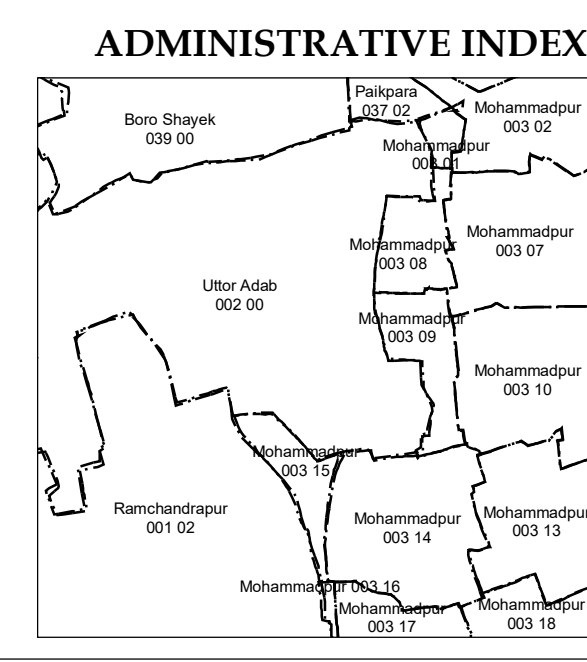 ADMINISTRATIVE INDEX
Paikpara
037 02
Boro Shayek
039 00
Mohammadpur
003 02
Mohammadpur
003 01
Mohammadpur
003 08
Mohammadpur
003 07
Uttor Adab
002 00
Mohammadpur
003 09
Mohammadpur
003 10
Mohammadpur
003 15
Ramchandrapur
001 02
Mohammadpur
003 14
Mohammadpur
003 13
Mohammadpur 003 16
Mohammadpur
003 17
Mohammadpur
003 18